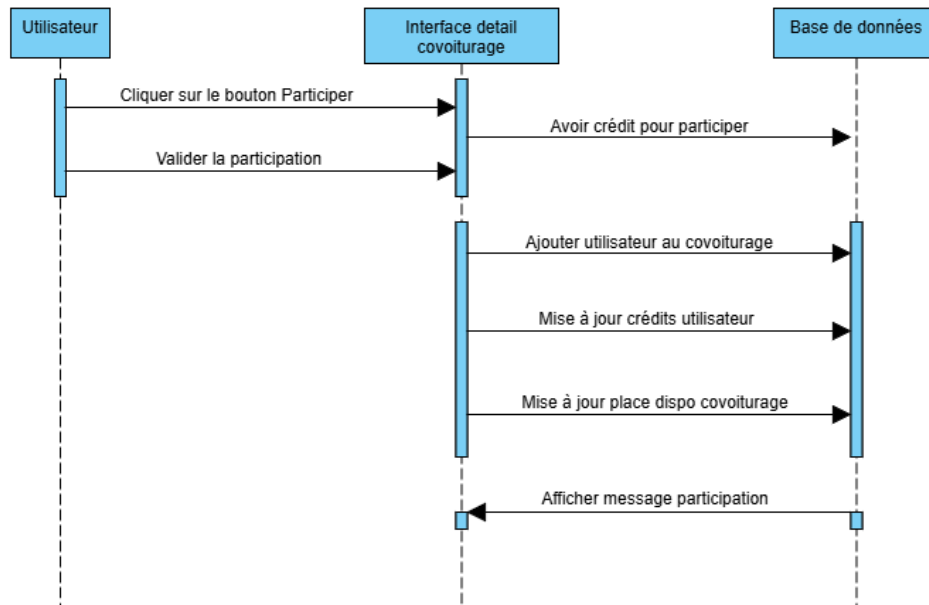 Utilisateur
Interface detail
covoiturage
Base de données
Cliquer sur le bouton Participer
Avoir crédit pour participer
Valider la participation
Ajouter utilisateur au covoiturage
Mise à jour crédits utilisateur
Mise à jour place dispo covoiturage
Afficher message participation